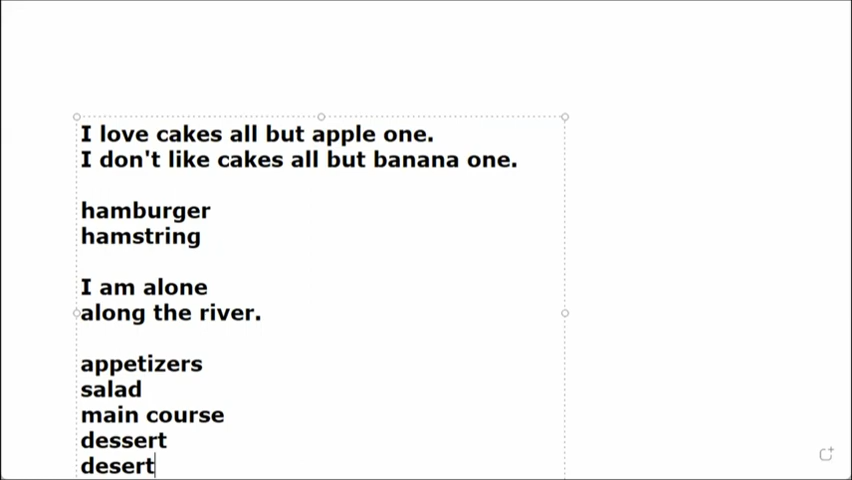 I love cakes all but apple one.
I don't like cakes all but banana one.
hamburger
hamstring
I am alone
along the river.
appetizers
salad
main course
dessert
desert